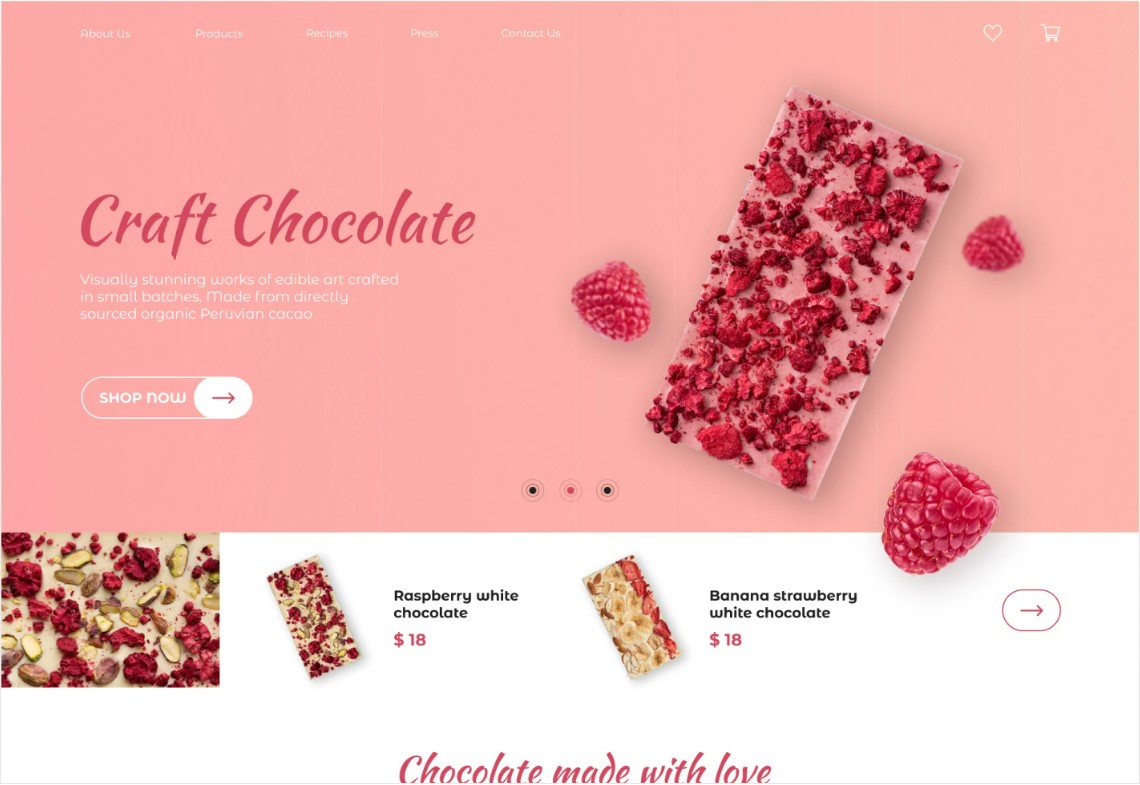 About Us Products Recipes Press Contact Us
Craft Chocolate
Visually stunning works of edible art crafted
in small batches. Made from directly
sourced organic Peruvian cacao
SHOP NOW
Raspberry white
chocolate
$ 18
Banana strawberry
white chocolate
$ 18
Chocolate made with love